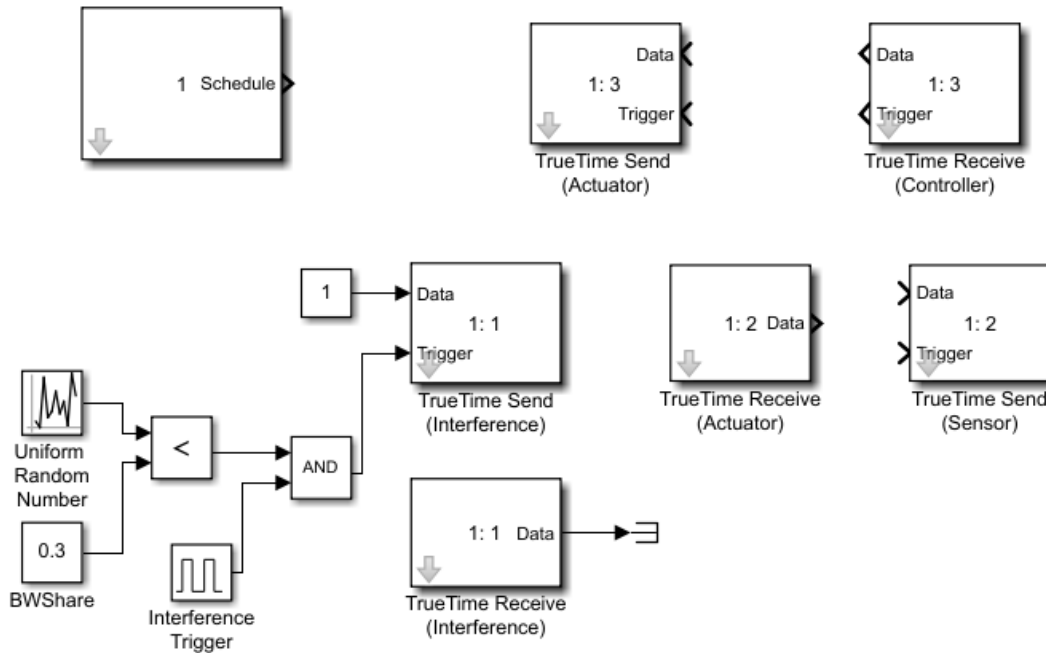 1 Schedule
Data
1: 3
Trigger
TrueTime Send
(Actuator)
Data
1: 3
Trigger
TrueTime Receive
(Controller)
1
Data
1: 1
Trigger
TrueTime Send
(Interference)
1: 2 Data
TrueTime Receive
(Actuator)
Data
1: 2
Trigger
TrueTime Send
(Sensor)
Uniform
Random
Number
<
AND
0.3
BWShare
Interference
Trigger
1: 1 Data
TrueTime Receive
(Interference)